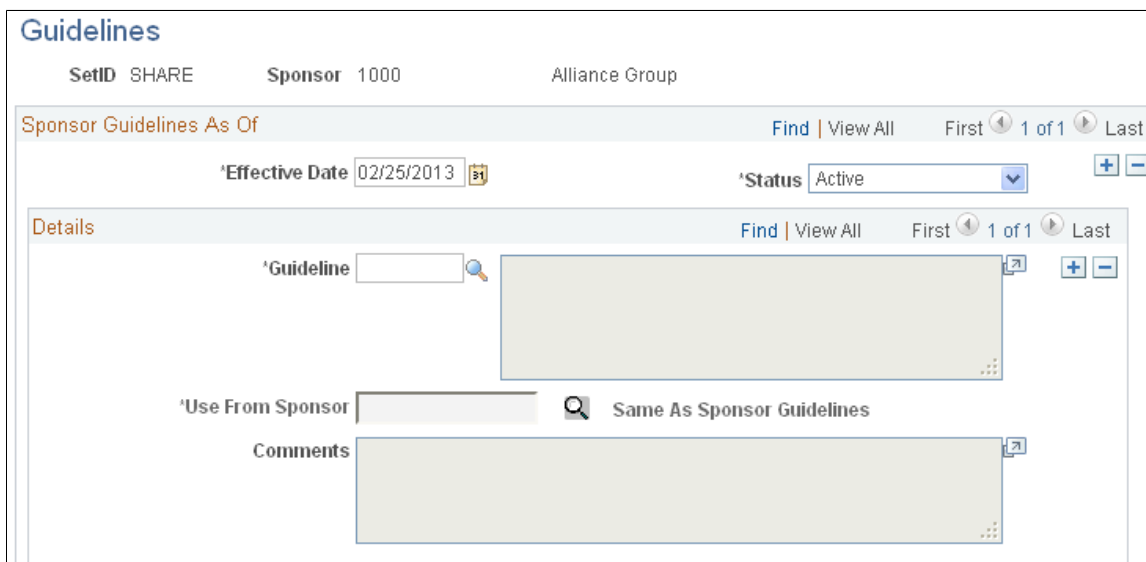 Guidelines
SetID SHARE Sponsor 1000 Alliance Group
Sponsor Guidelines As Of Find | View All First 1 of 1 Last
*Effective Date 02/25/2013 31 *Status Active
Details Find | View All First 1 of 1 Last
*Guideline
*Use From Sponsor Same As Sponsor Guidelines
Comments